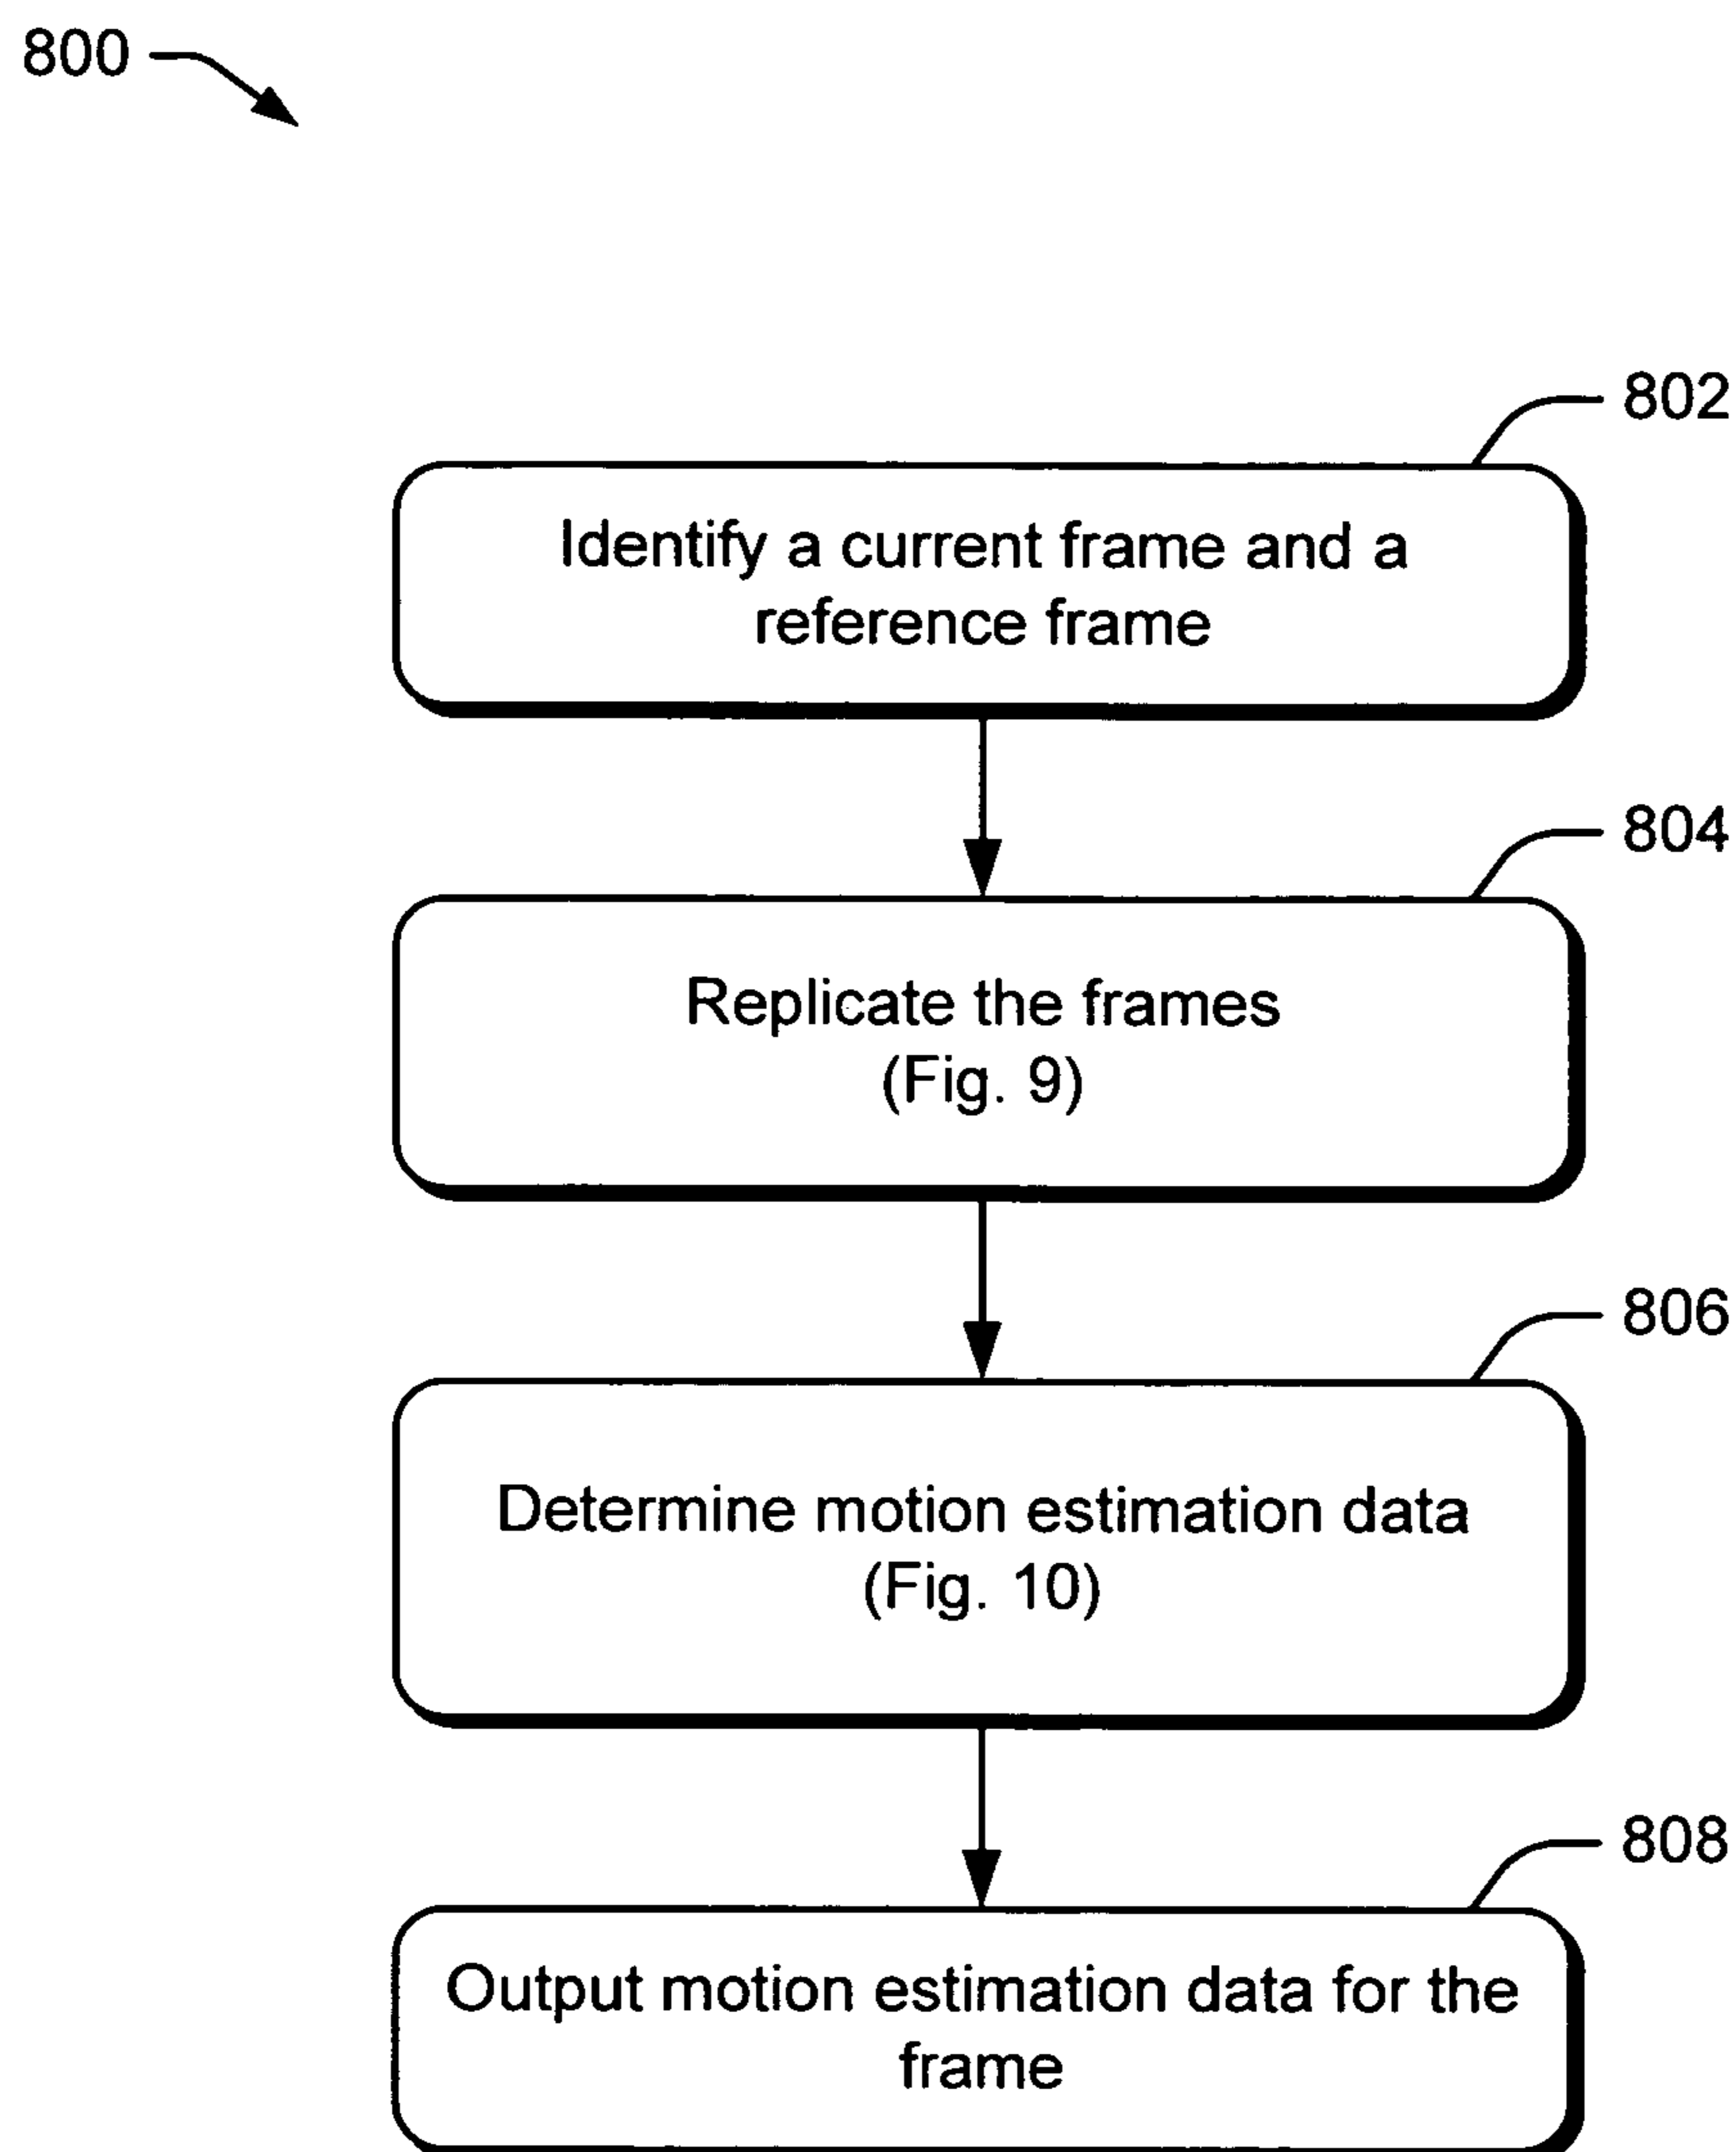 800
802
Identify a current frame and a
reference frame
804
Replicate the frames
(Fig. 9)
806
Determine motion estimation data
(Fig. 10)
808
Output motion estimation data for the
frame